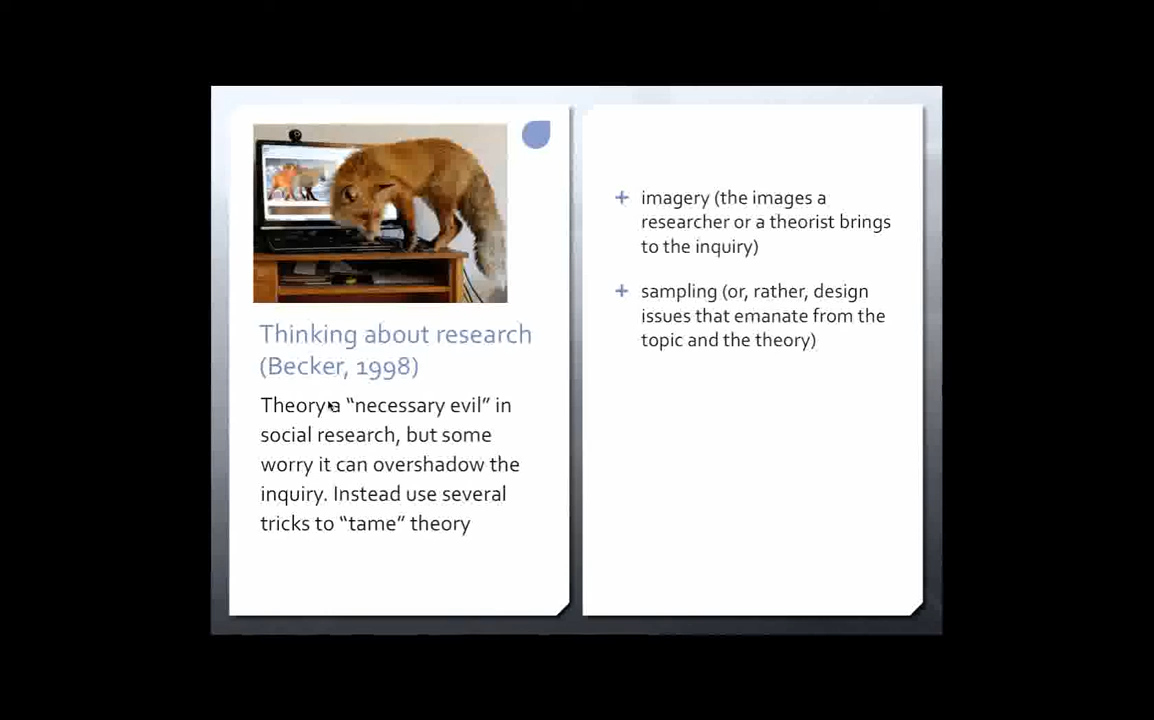 Thinking about research
(Becker, 1998)
Theory a “necessary evil” in
social research, but some
worry it can overshadow the
inquiry. Instead use several
tricks to “tame” theory
+ imagery (the images a
researcher or a theorist brings
to the inquiry)
+ sampling (or, rather, design
issues that emanate from the
topic and the theory)